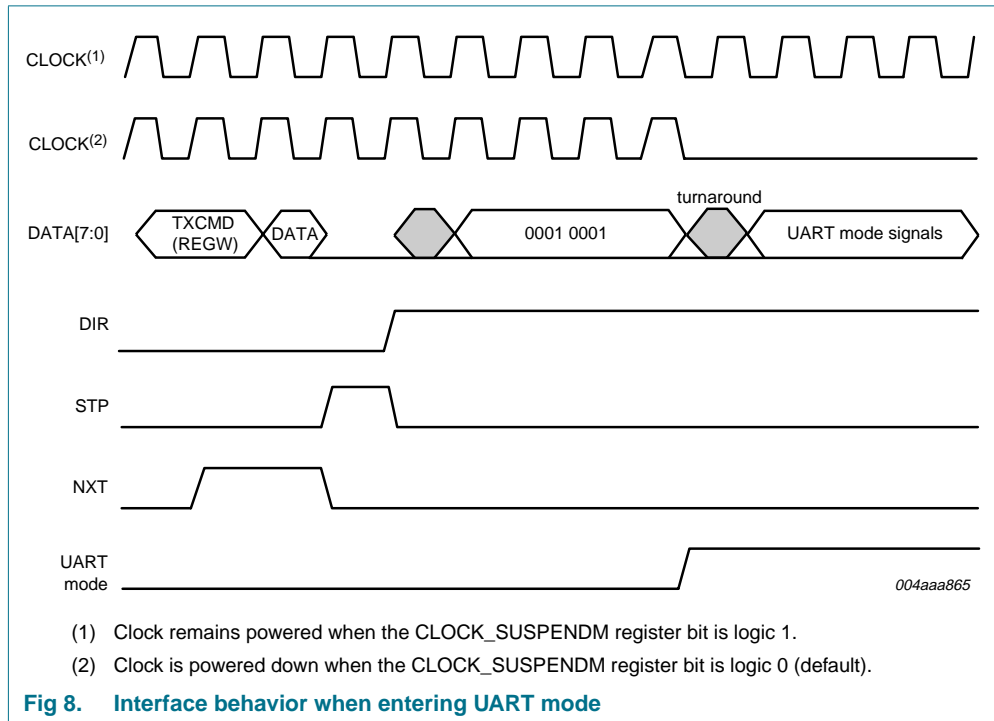 CLOCK(1)
CLOCK(2)
turnaround
DATA[7:0]
TXCMD
(REGW)
DATA
0001 0001
UART mode signals
DIR
STP
NXT
UART
mode
004aaa865
(1) Clock remains powered when the CLOCK_SUSPENDM register bit is logic 1.
(2) Clock is powered down when the CLOCK_SUSPENDM register bit is logic 0 (default).
Fig 8. Interface behavior when entering UART mode